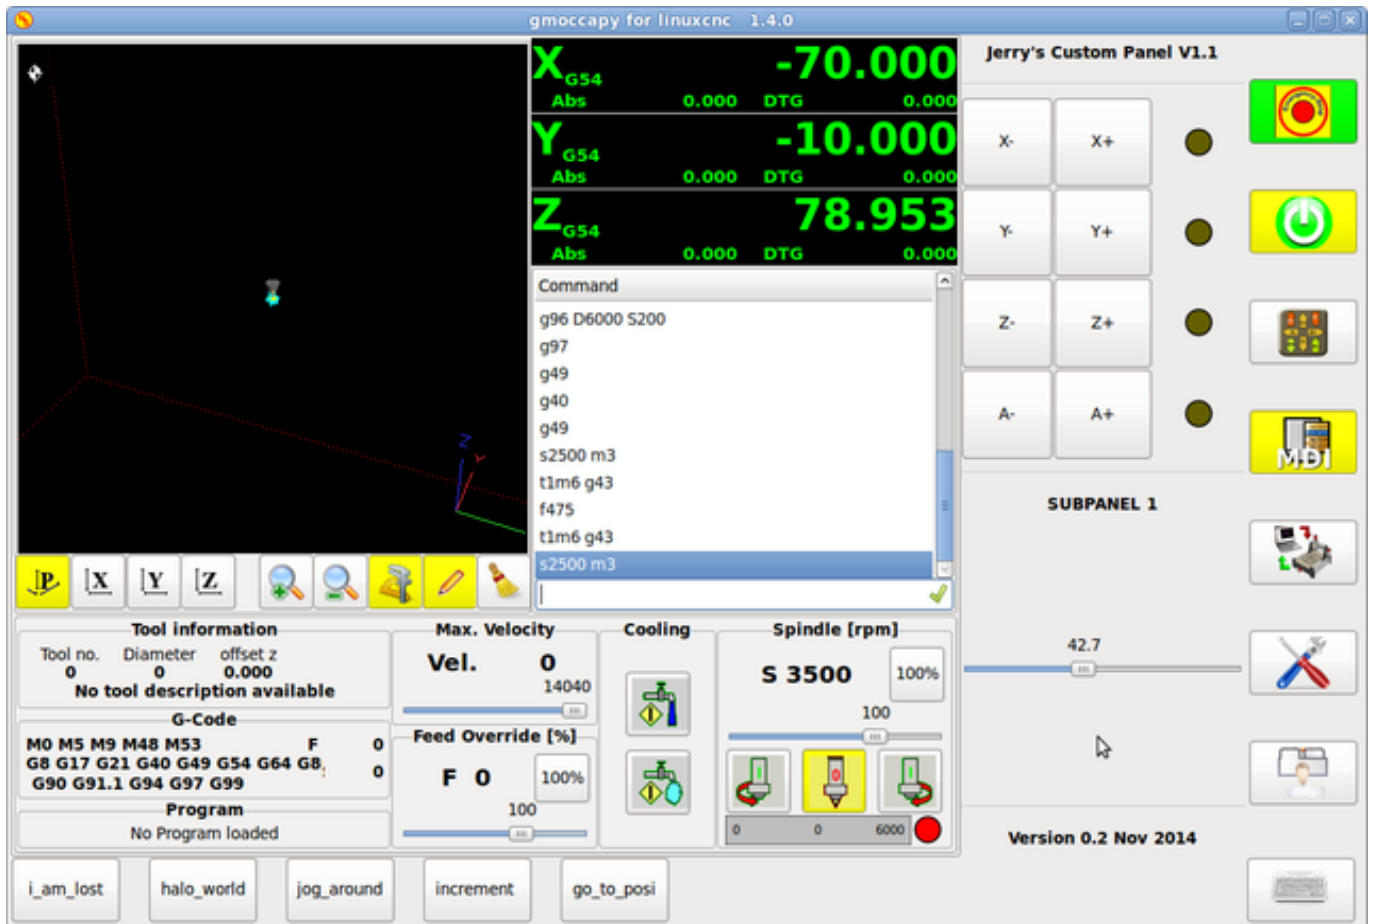 gmoccapy for linuxcnc 1.4.0
X G54 -70.000
Abs 0.000 DTG 0.000
Y G54 -10.000
Abs 0.000 DTG 0.000
Z G54 78.953
Abs 0.000 DTG 0.000
Z
Y
Command
g96 D6000 S200
g97
g49
g40
g49
s2500 m3
t1m6 g43
f475
t1m6 g43
s2500 m3
P X Y Z
Tool information
Tool no. Diameter offset z
0 0 0.000
No tool description available
G-Code
M0 M5 M9 M48 M53 F 0
G8 G17 G21 G40 G49 G54 G64 G8 0
G90 G91.1 G94 G97 G99
Program
No Program loaded
Max. Velocity
Vel. 0
14040
Feed Override [%]
F 0 100%
100
Cooling
Spindle [rpm]
S 3500 100%
100
0 0 6000
Jerry's Custom Panel V1.1
X- X+
Y- Y+
Z- Z+
A- A+
MDI
SUBPANEL 1
42.7
Version 0.2 Nov 2014
i_am_lost halo_world jog_around increment go_to_posi